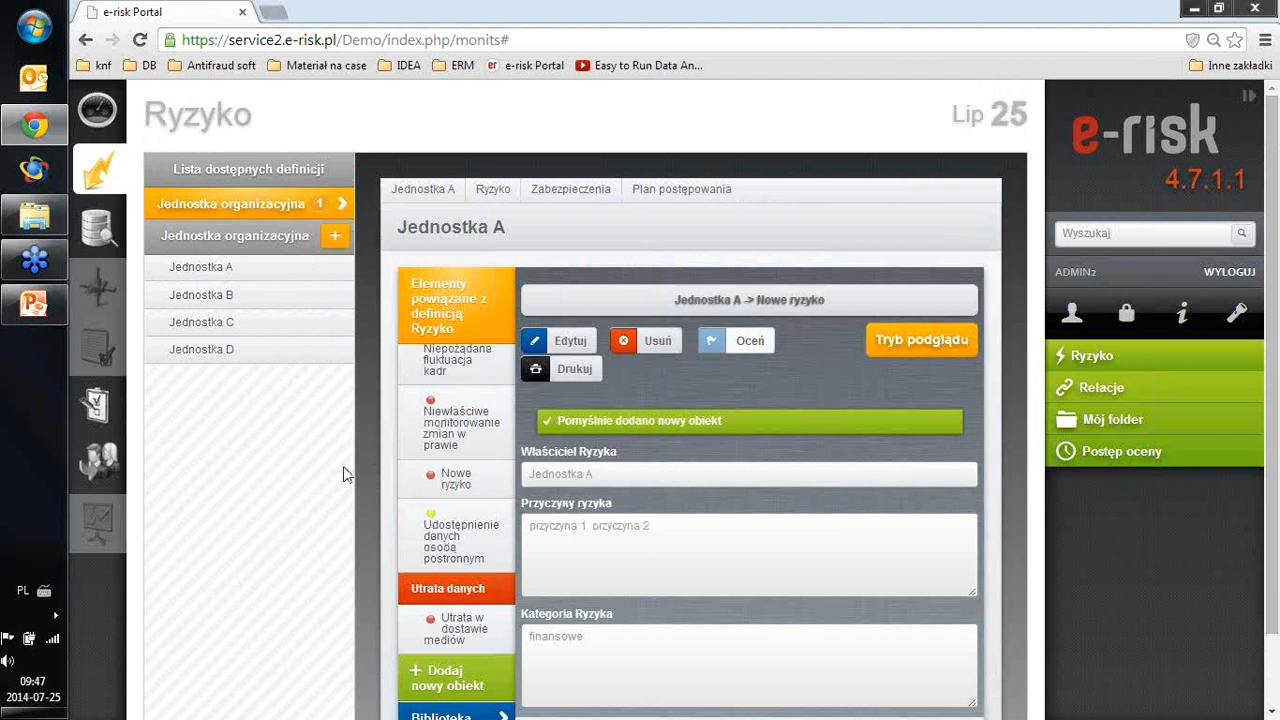 e-risk Portal
https://service2.e-risk.pl/Demo/index.php/monits#
knf
DB
Antifraud soft
Materiał na case
IDEA
ERM
e-risk Portal
Easy to Run Data An...
Inne zakładki
Ryzyko
Lip 25
Lista dostępnych definicji
Jednostka organizacyjna 1
Jednostka organizacyjna +
Jednostka A
Jednostka B
Jednostka C
Jednostka D
Jednostka A
Ryzyko
Zabezpieczenia
Plan postępowania
Jednostka A
Elementy
powiązane z
definicją
Ryzyko
Niepożądana
fluktuacja
kadr
Niewłaściwe
monitorowanie
zmian w
prawie
Nowe
ryzyko
Udostępnienie
danych
osobą
postronnym
Utrata danych
Utrata w
dostawie
mediów
+ Dodaj
nowy obiekt
Biblioteka
Jednostka A -> Nowe ryzyko
Edytuj
Usuń
Oceń
Drukuj
Tryb podglądu
Pomyślnie dodano nowy obiekt
Właściciel Ryzyka
Jednostka A
Przyczyny ryzyka
przyczyna 1 przyczyna 2
Kategoria Ryzyka
finansowe
e-risk
4.7.1.1
Wyszukaj
ADMIN2
WYLOGUJ
Ryzyko
Relacje
Mój folder
Postęp oceny
PL
09:47
2014-07-25